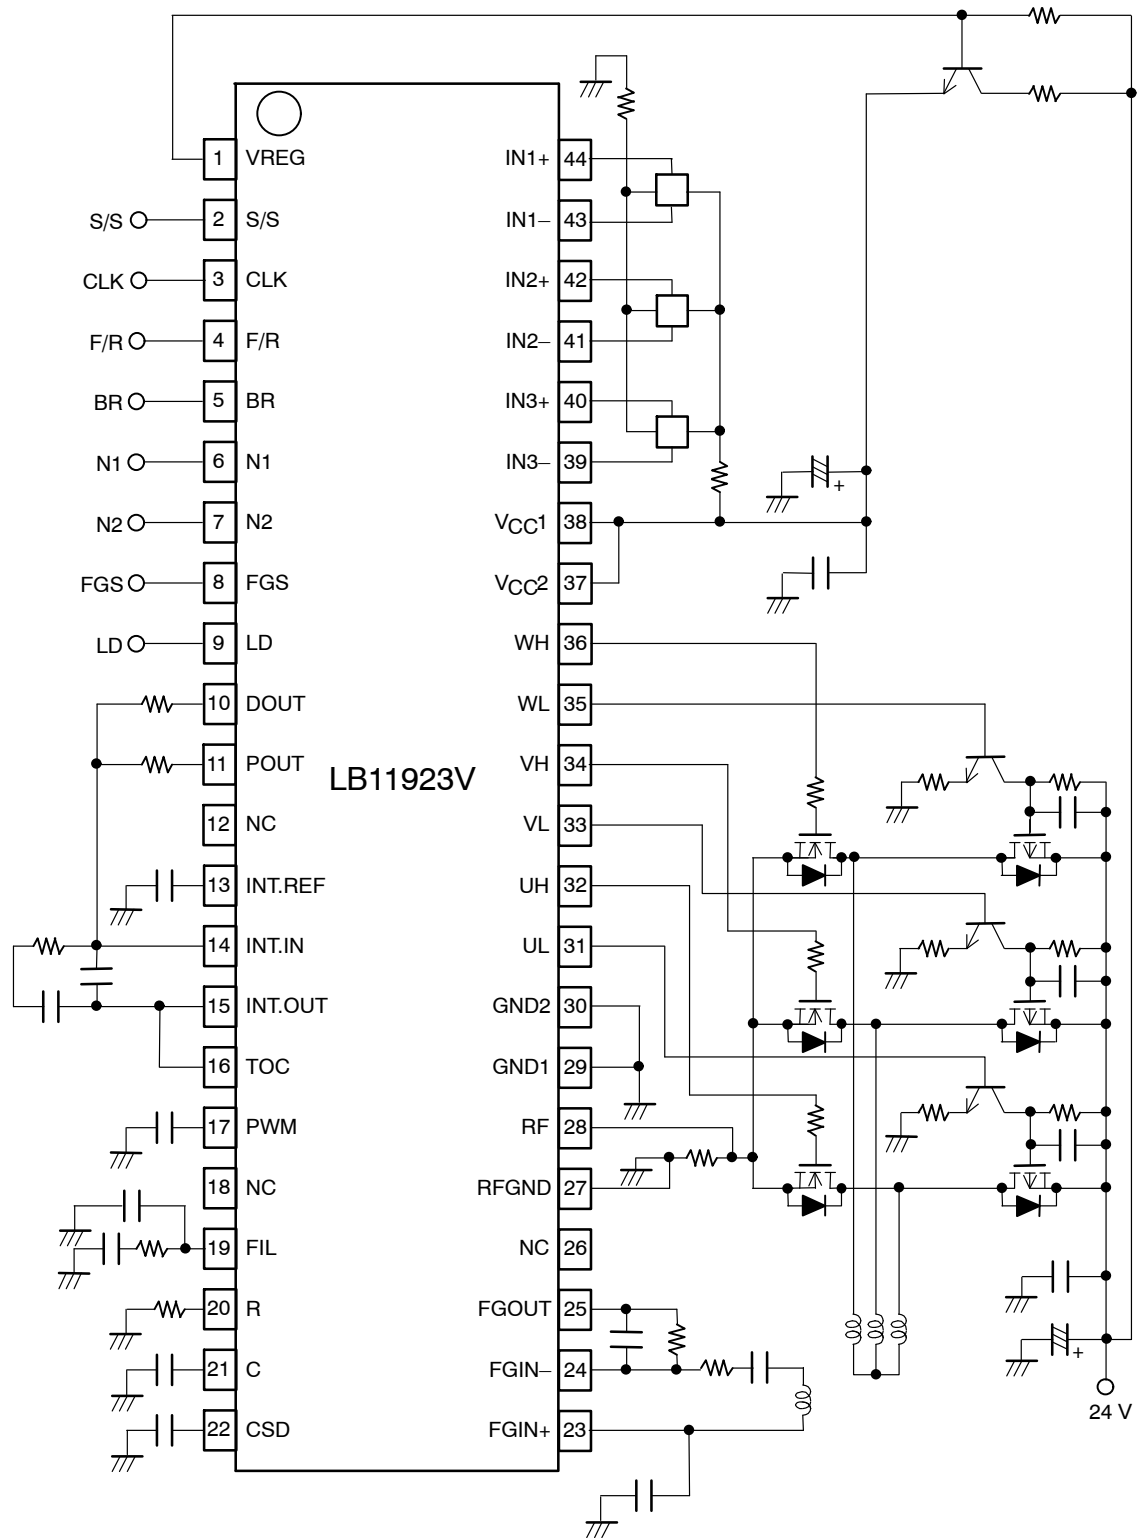 1 VREG
S/S 2 S/S
CLK 3 CLK
F/R 4 F/R
BR 5 BR
N1 6 N1
N2 7 N2
FGS 8 FGS
LD 9 LD
10 DOUT
11 POUT
12 NC
13 INT.REF
14 INT.IN
15 INT.OUT
16 TOC
17 PWM
18 NC
19 FIL
20 R
21 C
22 CSD
LB11923V
IN1+ 44
IN1− 43
IN2+ 42
IN2− 41
IN3+ 40
IN3− 39
VCC1 38
VCC2 37
WH 36
WL 35
VH 34
VL 33
UH 32
UL 31
GND2 30
GND1 29
RF 28
RFGND 27
NC 26
FGOUT 25
FGIN− 24
FGIN+ 23
+
+
24 V